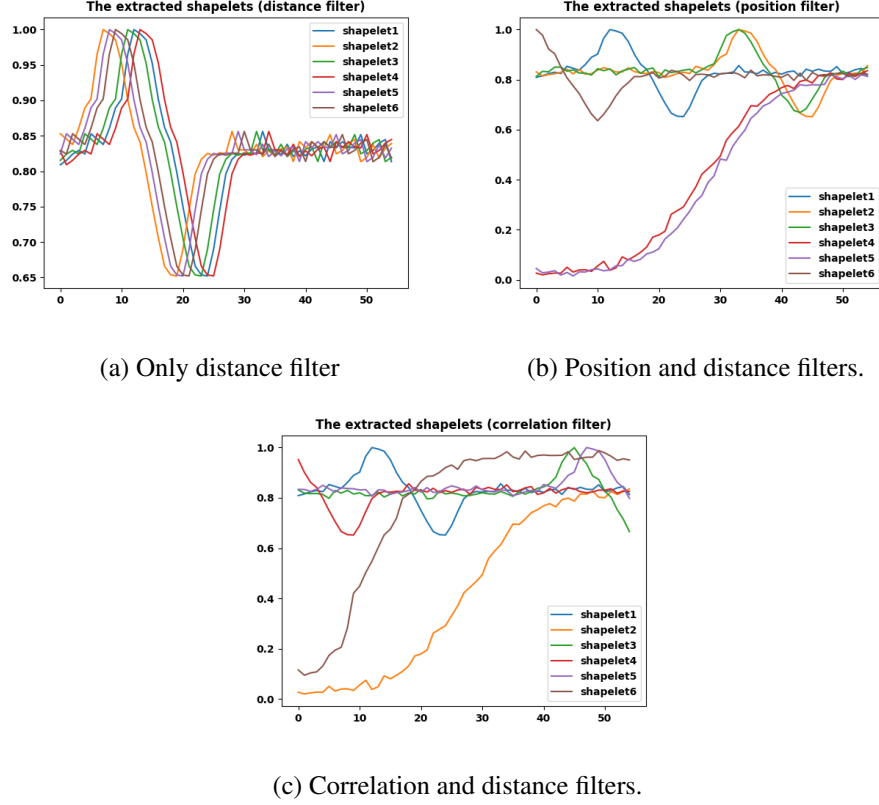 The extracted shapelets (distance filter)
1.00
0.95
0.90
0.85
0.80
0.75
0.70
0.65
0 10 20 30 40 50
shapelet1
shapelet2
shapelet3
shapelet4
shapelet5
shapelet6
(a) Only distance filter
The extracted shapelets (position filter)
1.0
0.8
0.6
0.4
0.2
0.0
0 10 20 30 40 50
shapelet1
shapelet2
shapelet3
shapelet4
shapelet5
shapelet6
(b) Position and distance filters.
The extracted shapelets (correlation filter)
1.0
0.8
0.6
0.4
0.2
0.0
0 10 20 30 40 50
shapelet1
shapelet2
shapelet3
shapelet4
shapelet5
shapelet6
(c) Correlation and distance filters.